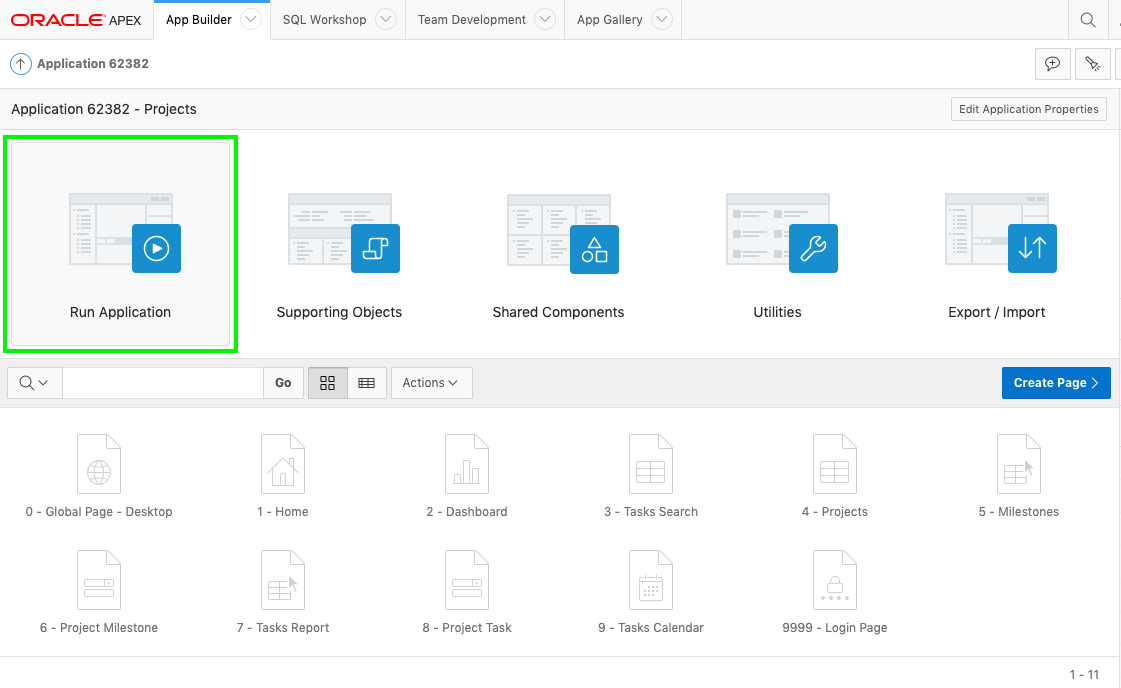 ORACLE APEX App Builder SQL Workshop Team Development App Gallery
Application 62382
Application 62382 - Projects Edit Application Properties
Run Application Supporting Objects Shared Components Utilities Export / Import
Go Actions Create Page
0 - Global Page - Desktop 1 - Home 2 - Dashboard 3 - Tasks Search 4 - Projects 5 - Milestones
6 - Project Milestone 7 - Tasks Report 8 - Project Task 9 - Tasks Calendar 9999 - Login Page
1 - 11